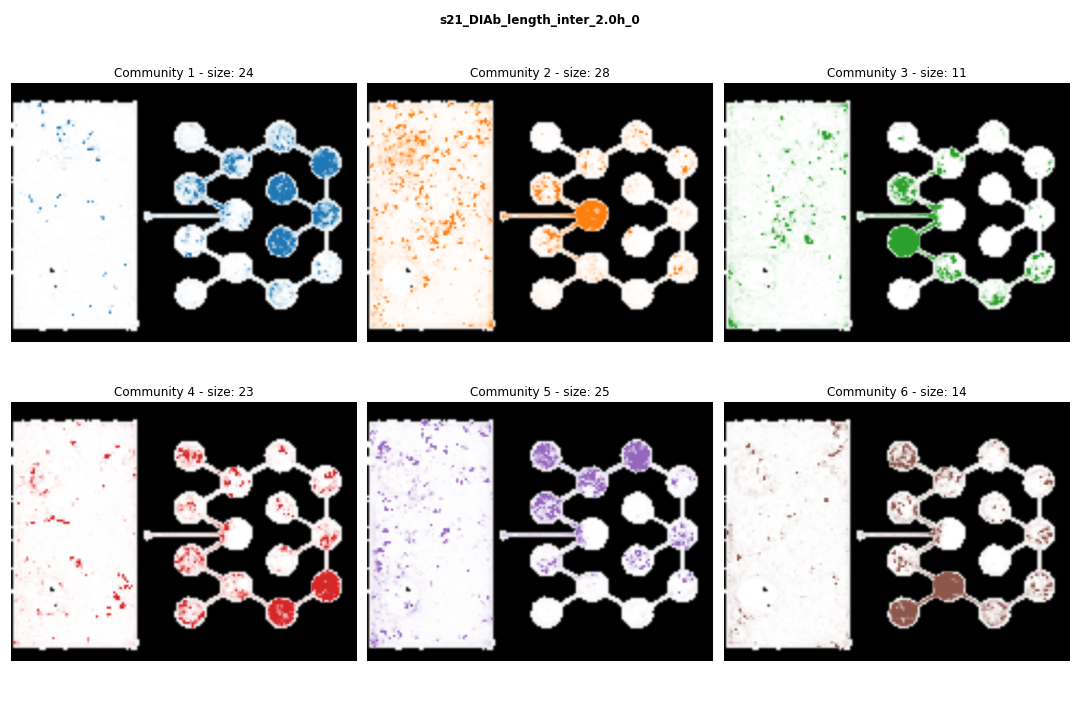 s21_DIAb_length_inter_2.0h_0
Community 1 - size: 24
Community 2 - size: 28
Community 3 - size: 11
Community 4 - size: 23
Community 5 - size: 25
Community 6 - size: 14